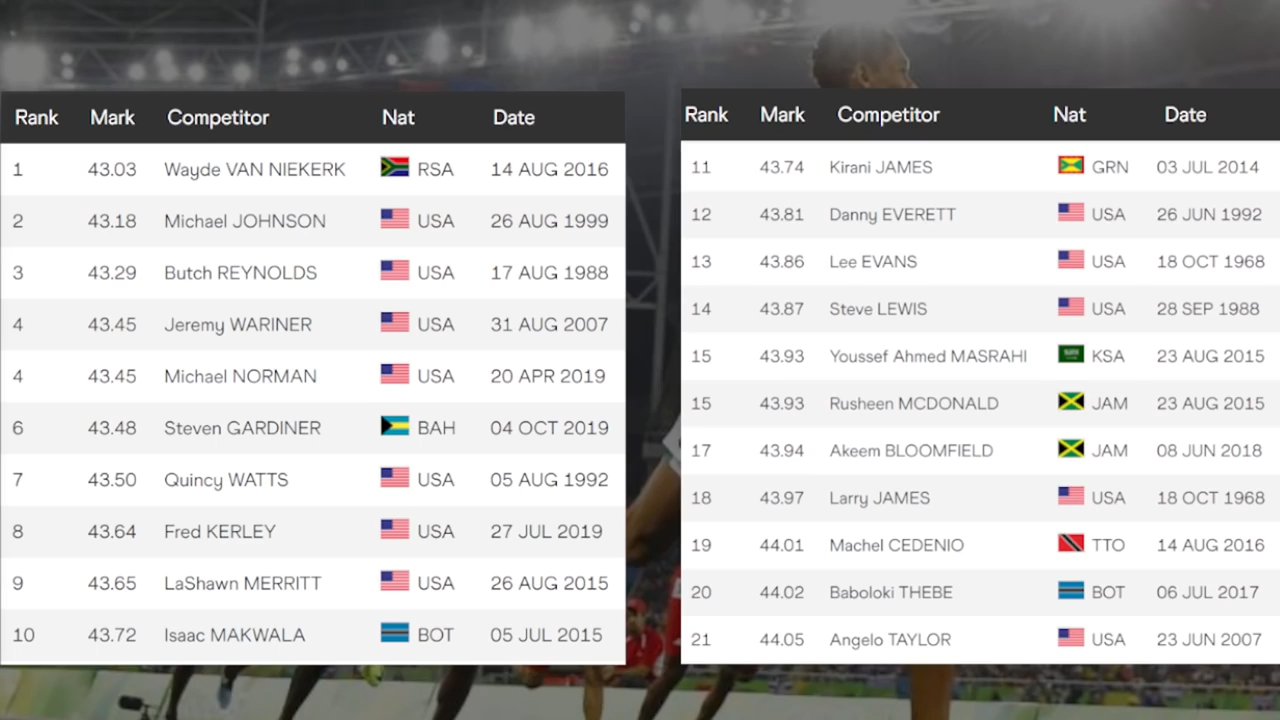 Rank Mark Competitor Nat Date
1 43.03 Wayde VAN NIEKERK RSA 14 AUG 2016
2 43.18 Michael JOHNSON USA 26 AUG 1999
3 43.29 Butch REYNOLDS USA 17 AUG 1988
4 43.45 Jeremy WARINER USA 31 AUG 2007
4 43.45 Michael NORMAN USA 20 APR 2019
6 43.48 Steven GARDINER BAH 04 OCT 2019
7 43.50 Quincy WATTS USA 05 AUG 1992
8 43.64 Fred KERLEY USA 27 JUL 2019
9 43.65 LaShawn MERRITT USA 26 AUG 2015
10 43.72 Isaac MAKWALA BOT 05 JUL 2015
Rank Mark Competitor Nat Date
11 43.74 Kirani JAMES GRN 03 JUL 2014
12 43.81 Danny EVERETT USA 26 JUN 1992
13 43.86 Lee EVANS USA 18 OCT 1968
14 43.87 Steve LEWIS USA 28 SEP 1988
15 43.93 Youssef Ahmed MASRAHI KSA 23 AUG 2015
15 43.93 Rusheen MCDONALD JAM 23 AUG 2015
17 43.94 Akeem BLOOMFIELD JAM 08 JUN 2018
18 43.97 Larry JAMES USA 18 OCT 1968
19 44.01 Machel CEDENIO TTO 14 AUG 2016
20 44.02 Baboloki THEBE BOT 06 JUL 2017
21 44.05 Angelo TAYLOR USA 23 JUN 2007